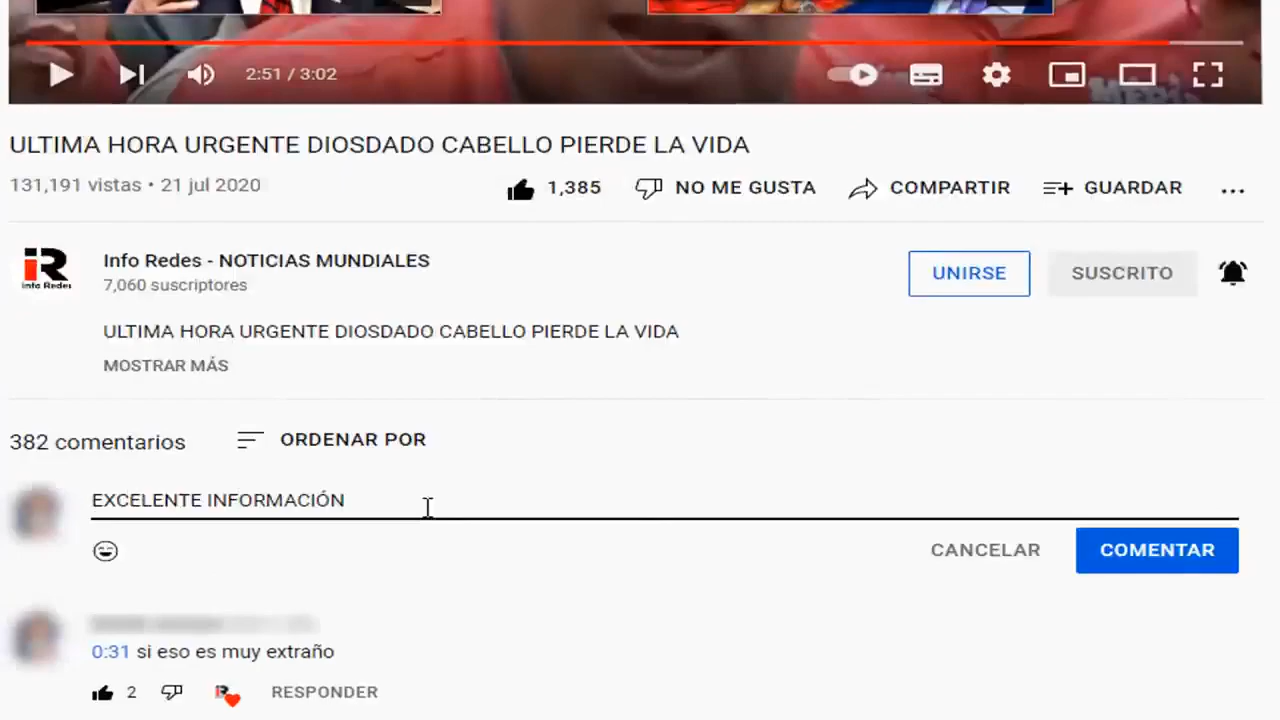 2:51 / 3:02
ULTIMA HORA URGENTE DIOSDADO CABELLO PIERDE LA VIDA
131,191 vistas • 21 jul 2020
1,385 NO ME GUSTA COMPARTIR GUARDAR ...
iR
Info Redes
Info Redes - NOTICIAS MUNDIALES
7,060 suscriptores
UNIRSE SUSCRITO
ULTIMA HORA URGENTE DIOSDADO CABELLO PIERDE LA VIDA
MOSTRAR MÁS
382 comentarios ORDENAR POR
EXCELENTE INFORMACIÓN
CANCELAR COMENTAR
0:31 si eso es muy extraño
2 RESPONDER